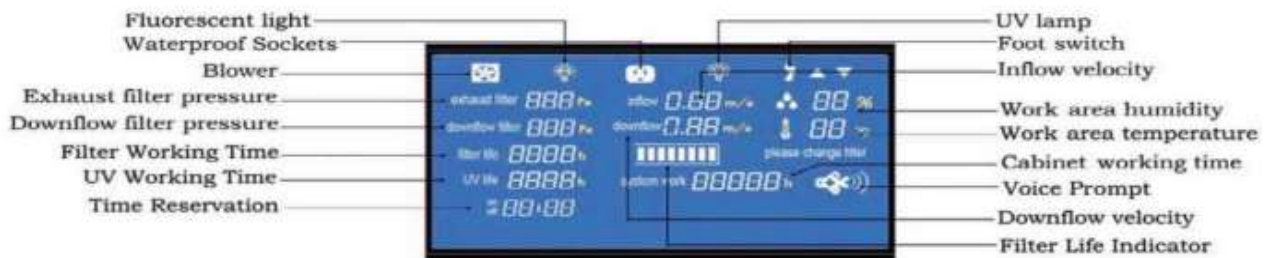 Fluorescent light
Waterproof Sockets
Blower
Exhaust filter pressure
Downflow filter pressure
Filter Working Time
UV Working Time
Time Reservation
exhaust filter 888 Pa inflow 0.68 m/s 88 %
downflow filter 888 Pa downflow 0.88 m/s 88
filter life 8888 h please change filter
UV life 8888 h system work 88888 h
88:88
UV lamp
Foot switch
Inflow velocity
Work area humidity
Work area temperature
Cabinet working time
Voice Prompt
Downflow velocity
Filter Life Indicator